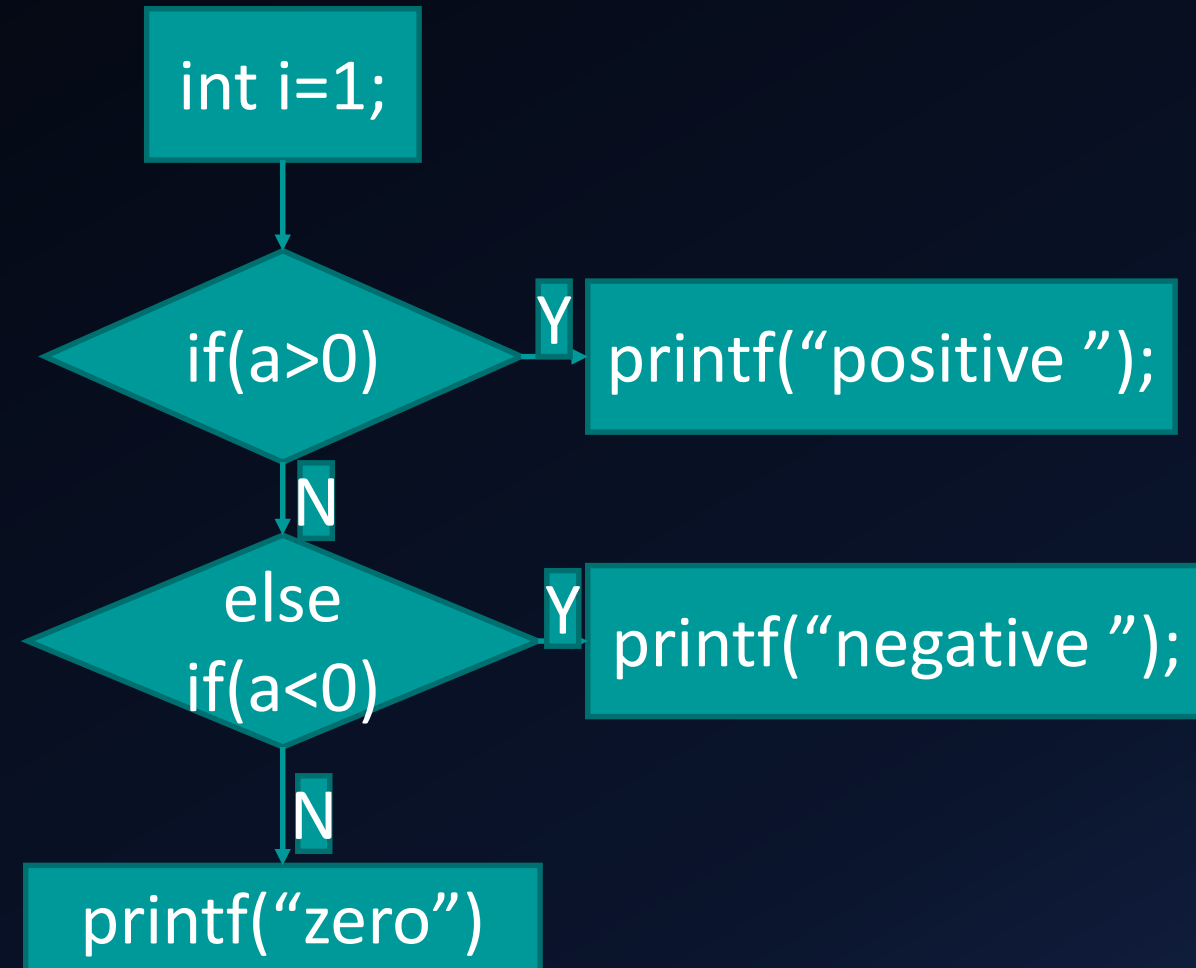 int i=1;
if(a>0)
Y
printf(“positive ”);
N
else
if(a<0)
Y
printf(“negative ”);
N
printf(“zero”)